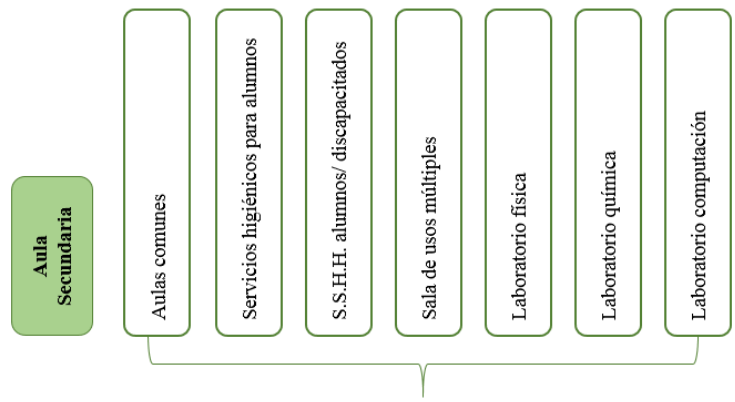 Aula
Secundaria
Aulas comunes
Servicios higiénicos para alumnos
S.S.H.H. alumnos/ discapacitados
Sala de usos múltiples
Laboratorio física
Laboratorio química
Laboratorio computación